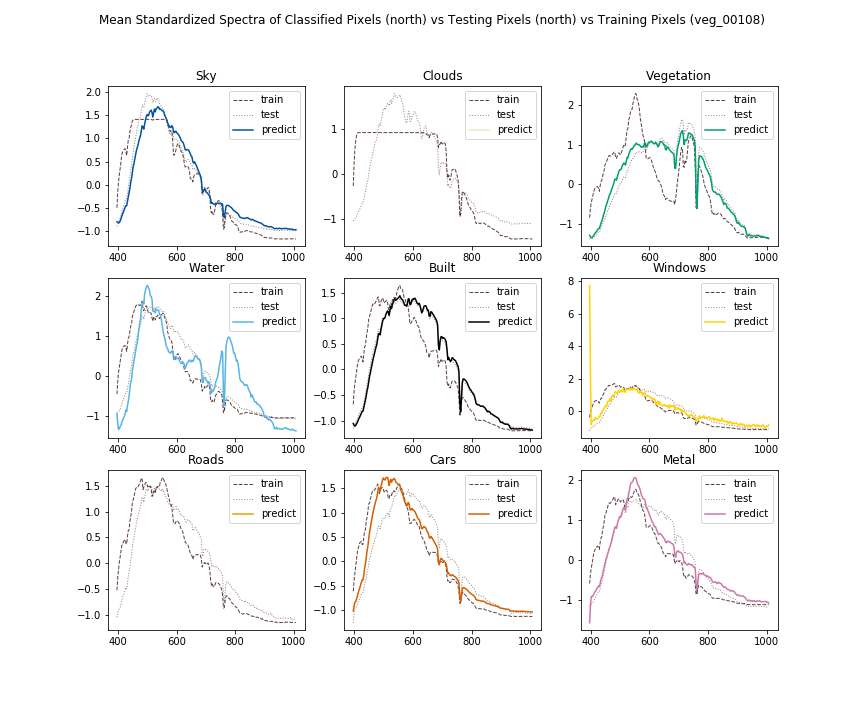 Mean Standardized Spectra of Classified Pixels (north) vs Testing Pixels (north) vs Training Pixels (veg_00108)
Sky
2.0
1.5
1.0
0.5
0.0
−0.5
−1.0
400 600 800 1000
train
test
predict
Clouds
1
0
−1
400 600 800 1000
train
test
predict
Vegetation
2
1
0
−1
400 600 800 1000
train
test
predict
Water
2
1
0
−1
400 600 800 1000
train
test
predict
Built
1.5
1.0
0.5
0.0
−0.5
−1.0
400 600 800 1000
train
test
predict
Windows
8
6
4
2
0
400 600 800 1000
train
test
predict
Roads
1.5
1.0
0.5
0.0
−0.5
−1.0
400 600 800 1000
train
test
predict
Cars
1.5
1.0
0.5
0.0
−0.5
−1.0
400 600 800 1000
train
test
predict
Metal
2
1
0
−1
400 600 800 1000
train
test
predict